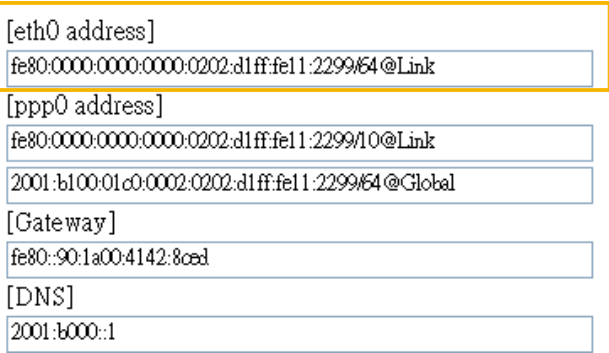 [eth0 address]
fe80:0000:0000:0000:0202:d1ff:fe11:2299/64@Link
[ppp0 address]
fe80:0000:0000:0000:0202:d1ff:fe11:2299/10@Link
2001:b100:01c0:0002:0202:d1ff:fe11:2299/64@Global
[Gateway]
fe80::90:1a00:4142:8ced
[DNS]
2001:b000::1